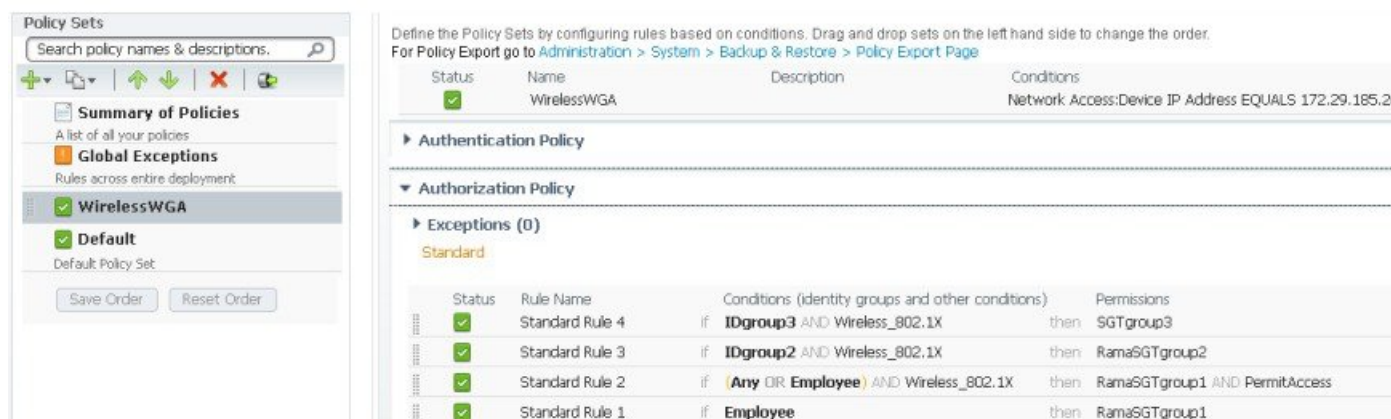 Policy Sets
Search policy names & descriptions.
Summary of Policies
A list of all your policies
Global Exceptions
Rules across entire deployment
WirelessWGA
Default
Default Policy Set
Save Order Reset Order
Define the Policy Sets by configuring rules based on conditions. Drag and drop sets on the left hand side to change the order.
For Policy Export go to Administration > System > Backup & Restore > Policy Export Page
Status Name Description Conditions
WirelessWGA Network Access:Device IP Address EQUALS 172.29.185.2
Authentication Policy
Authorization Policy
Exceptions (0)
Standard
Status Rule Name Conditions (identity groups and other conditions) Permissions
Standard Rule 4 if IDgroup3 AND Wireless_802.1X then SGTgroup3
Standard Rule 3 if IDgroup2 AND Wireless_802.1X then RamaSGTgroup2
Standard Rule 2 if (Any OR Employee) AND Wireless_802.1X then RamaSGTgroup1 AND PermitAccess
Standard Rule 1 if Employee then RamaSGTgroup1